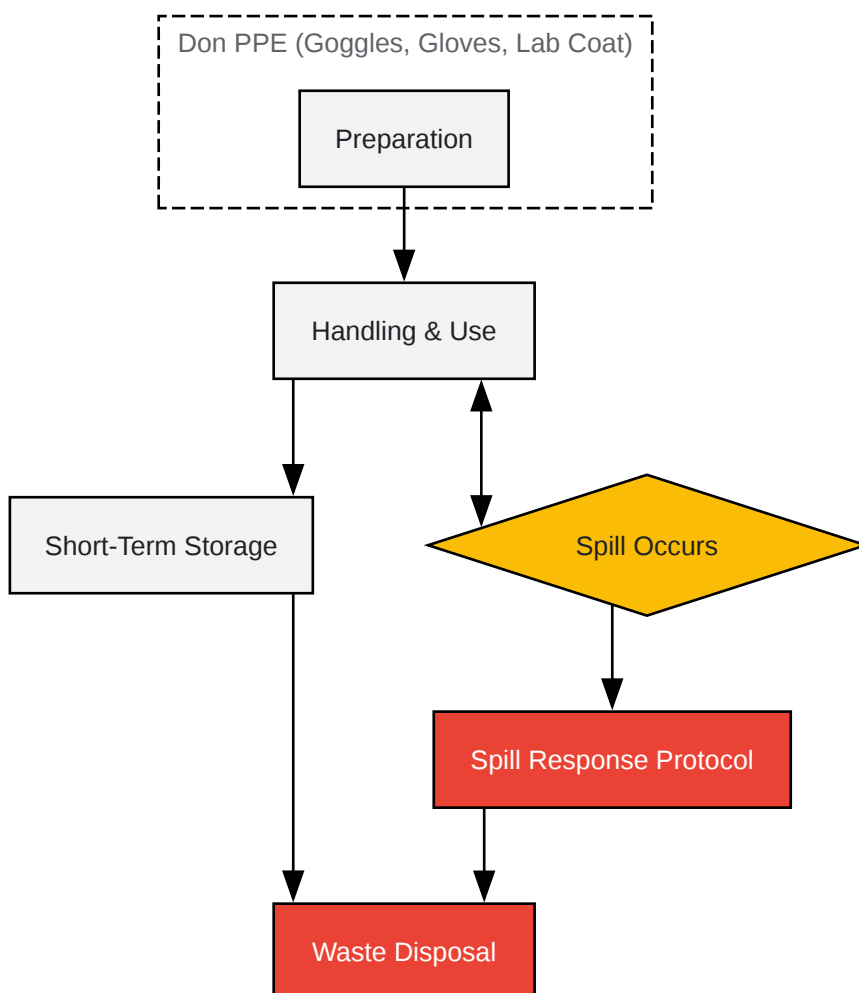 Don PPE (Goggles, Gloves, Lab Coat)
Preparation
Handling & Use
Short-Term Storage
Spill Occurs
Spill Response Protocol
Waste Disposal